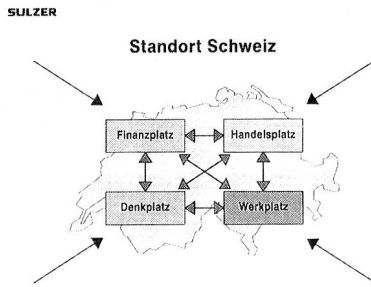 SULZER
Standort Schweiz
Finanzplatz
Handelsplatz
Denkplatz
Werkplatz